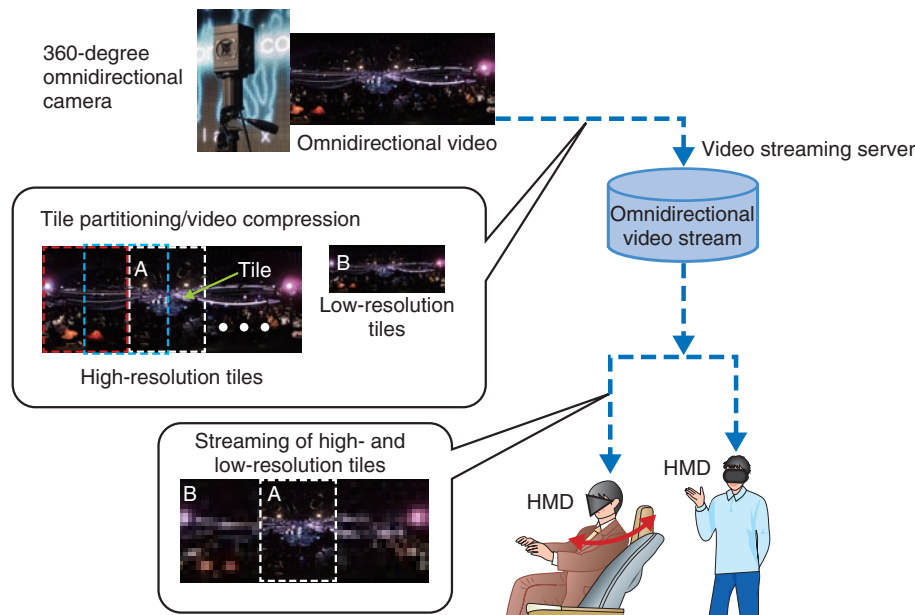 360-degree
omnidirectional
camera
Omnidirectional video
Video streaming server
Omnidirectional
video stream
Tile partitioning/video compression
A
Tile
B
Low-resolution
tiles
High-resolution tiles
Streaming of high- and
low-resolution tiles
B
A
HMD
HMD